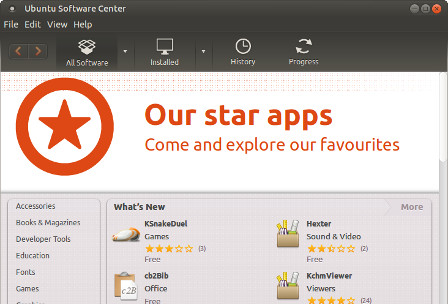 Ubuntu Software Center
File Edit View Help
All Software Installed History Progress
Our star apps
Come and explore our favourites
Accessories
Books & Magazines
Developer Tools
Education
Fonts
Games
What's New More
KSnakeDuel
Games
(3)
Free
Hexter
Sound & Video
(2)
Free
cb2Bib
Office
Free
KchmViewer
Viewers
(24)